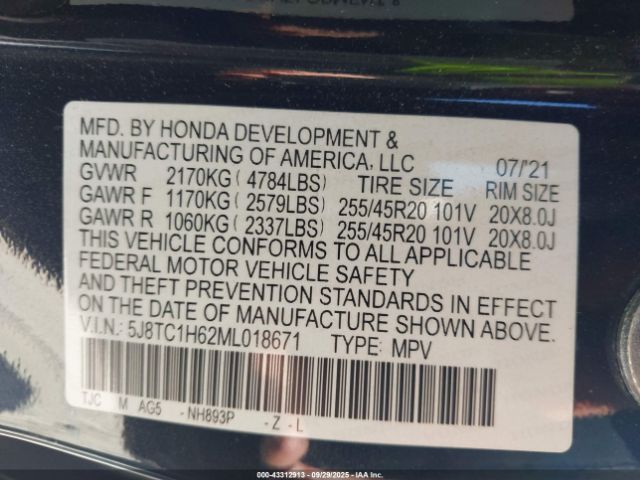 MFD. BY HONDA DEVELOPMENT &
MANUFACTURING OF AMERICA, LLC 07/'21
GVWR 2170KG ( 4784LBS) TIRE SIZE RIM SIZE
GAWR F 1170KG ( 2579LBS) 255/45R20 101V 20X8.0J
GAWR R 1060KG ( 2337LBS) 255/45R20 101V 20X8.0J
THIS VEHICLE CONFORMS TO ALL APPLICABLE
FEDERAL MOTOR VEHICLE SAFETY
AND THEFT PREVENTION STANDARDS IN EFFECT
ON THE DATE OF MANUFACTURE SHOWN ABOVE.
V.I.N.: 5J8TC1H62ML018671 TYPE: MPV
TJC M AG5 -NH893P -Z-L
000-43312913 - 09/29/2025 - IAAI